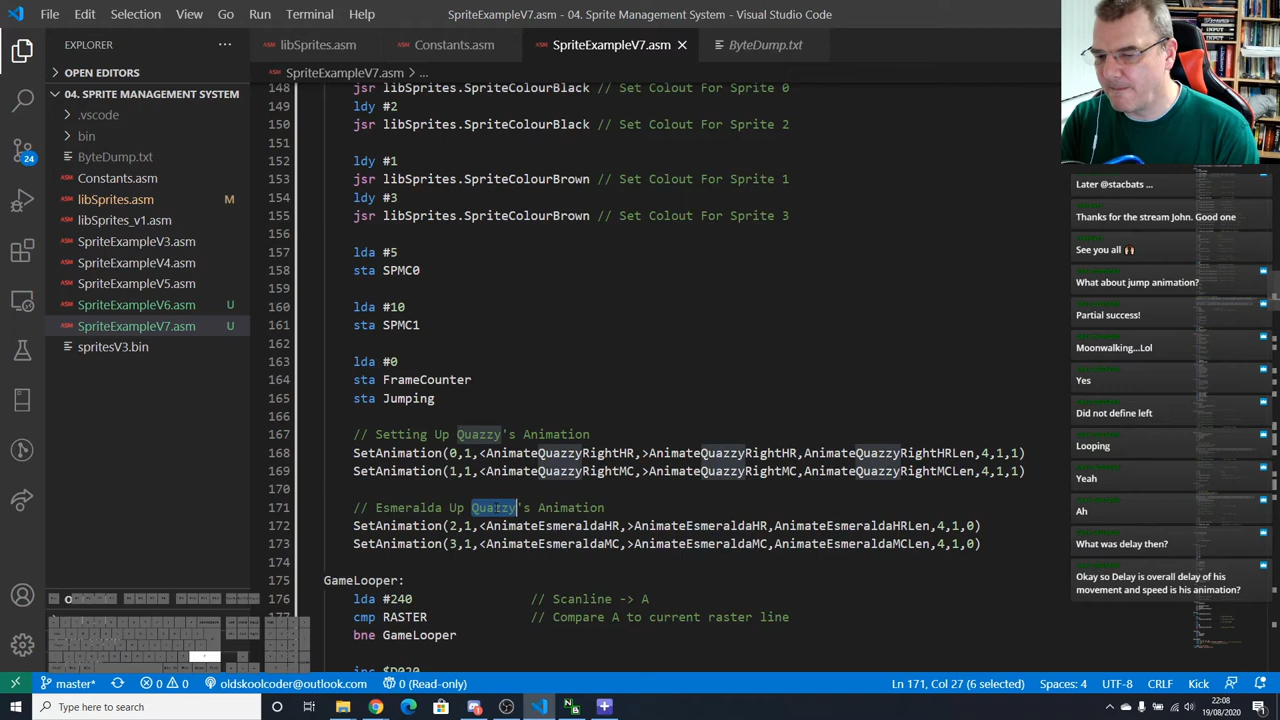 File Edit Selection View Go Run Terminal Help
SpriteExampleV7.asm - 04. Sprite Management System - Visual Studio Code
EXPLORER
libSprites.asm
Constants.asm
SpriteExampleV7.asm
OPEN EDITORS
SpriteExampleV7.asm > ...
04. SPRITE MANAGEMENT SYSTEM
.vscode
bin
ByteDump.txt
Constants.asm
libSprites.asm M
libSprites_v1.asm
SpriteExampleV3.asm
SpriteExampleV4.asm
SpriteExampleV5.asm
SpriteExampleV6.asm U
SpriteExampleV7.asm U
spritesV3.bin
24
148 jsr libSprites.SpriteColourBlack // Set Colout For Sprite 0
149 ldy #2
150 jsr libSprites.SpriteColourBlack // Set Colout For Sprite 2
151
152 ldy #1
153 jsr libSprites.SpriteColourBrown // Set Colout For Sprite
154 ldy #3
155 jsr libSprites.SpriteColourBrown // Set Colout For Sprite
156
157 lda #5
158 sta SPMC0
159
160 lda #10
161 sta SPMC1
162
163 lda #0
164 sta FrameCounter
165 sta Jumping
166
167 // Setting Up Quazzy's Animation
168 SetAnimation(0,1,<AnimateQuazzyRightHR,>AnimateQuazzyRightHR,AnimateQuazzyRightHRLen,4,1,1)
169 SetAnimation(1,1,<AnimateQuazzyRightMC,>AnimateQuazzyRightMC,AnimateQuazzyRightMCLen,4,1,1)
170
171 // Esmeralda Up Quazzy's Animation
172 SetAnimation(2,1,<AnimateEsmeraldaHR,>AnimateEsmeraldaHR,AnimateEsmeraldaHRLen,4,1,0)
173 SetAnimation(3,1,<AnimateEsmeraldaMC,>AnimateEsmeraldaMC,AnimateEsmeraldaMCLen,4,1,0)
174
175 GameLooper:
176 lda #240 // Scanline -> A
177 cmp RASTER // Compare A to current raster line
178 bne GameLooper
inc $D020
Thanks for the stream John. Good one
See you all
What about jump animation?
Partial success!
Moonwalking...Lol
Yes
Did not define left
Looping
Yeah
Ah
What was delay then?
Okay so Delay is overall delay of his
movement and speed is his animation?
master* 0 0 oldskoolcoder@outlook.com 0 (Read-only) Ln 171, Col 27 (6 selected) Spaces: 4 UTF-8 CRLF Kick
Type here to search
22:08
19/08/2020